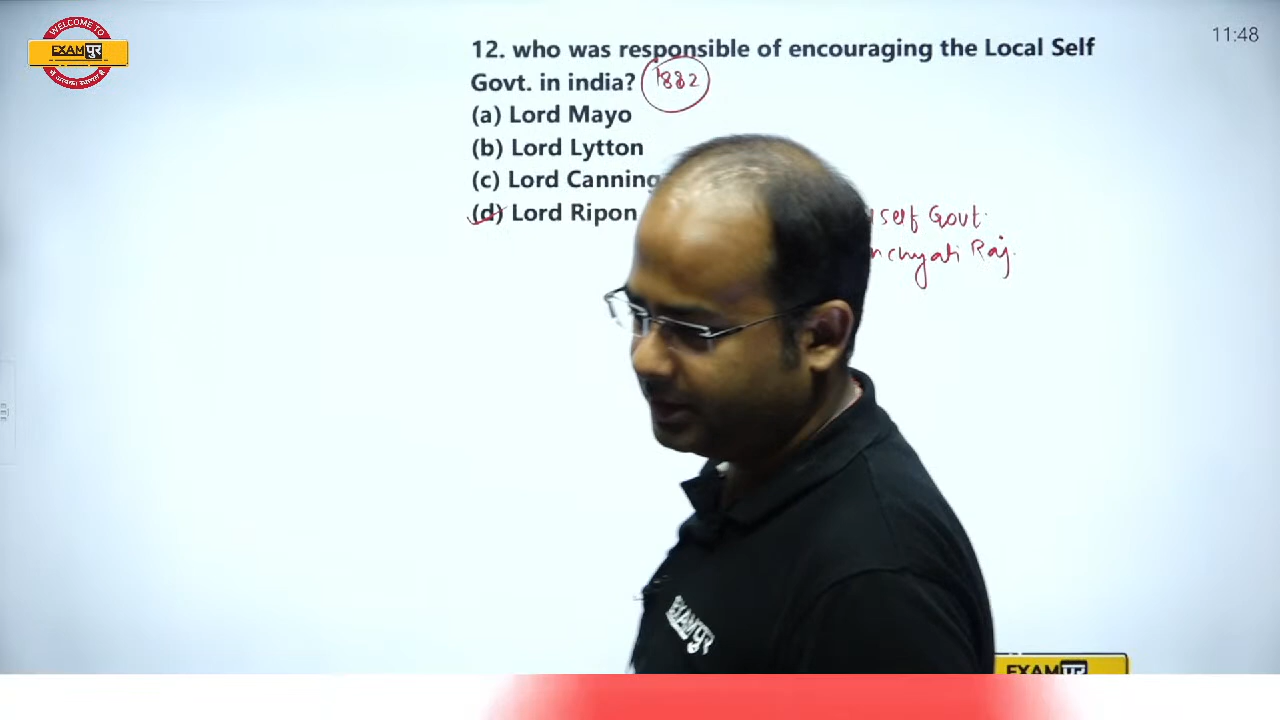 WELCOME TO
EXAMपुर
11:48
12. who was responsible of encouraging the Local Self
Govt. in india? 1882
(a) Lord Mayo
(b) Lord Lytton
(c) Lord Canning
(d) Lord Ripon
self Govt.
nchyati Raj.
EXAMपुर
EXAMपुर